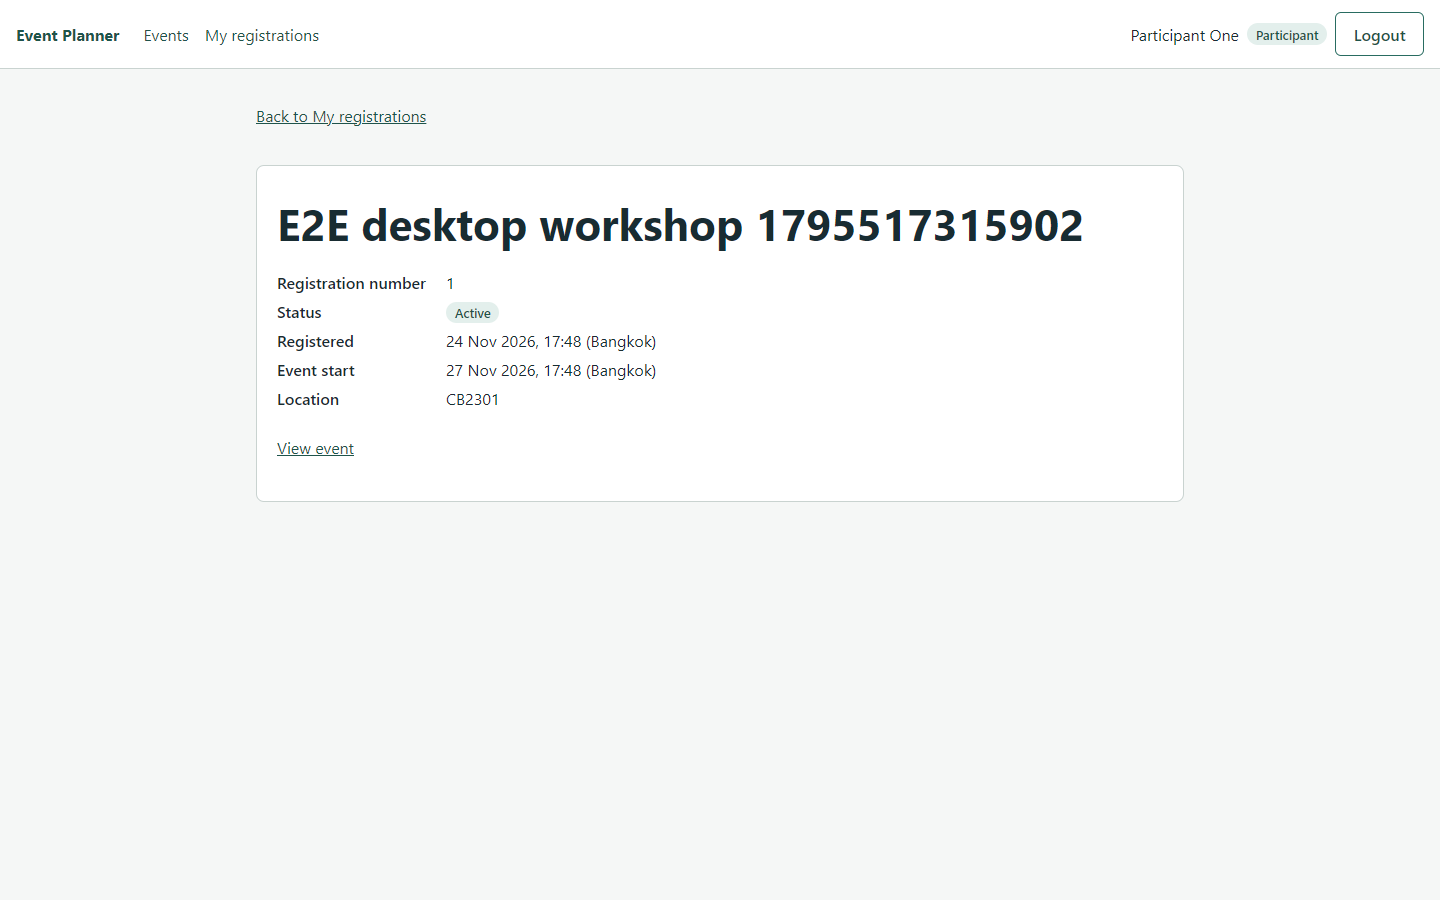 Event Planner Events My registrations Participant One Participant Logout
Back to My registrations
E2E desktop workshop 1795517315902
Registration number 1
Status Active
Registered 24 Nov 2026, 17:48 (Bangkok)
Event start 27 Nov 2026, 17:48 (Bangkok)
Location CB2301
View event